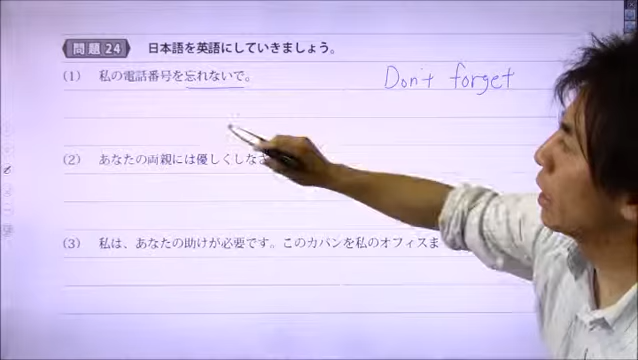 問題24 日本語を英語にしていきましょう。
(1) 私の電話番号を忘れないで。 Don't forget
(2) あなたの両親には優しくしなさ
(3) 私は、あなたの助けが必要です。このカバンを私のオフィスま